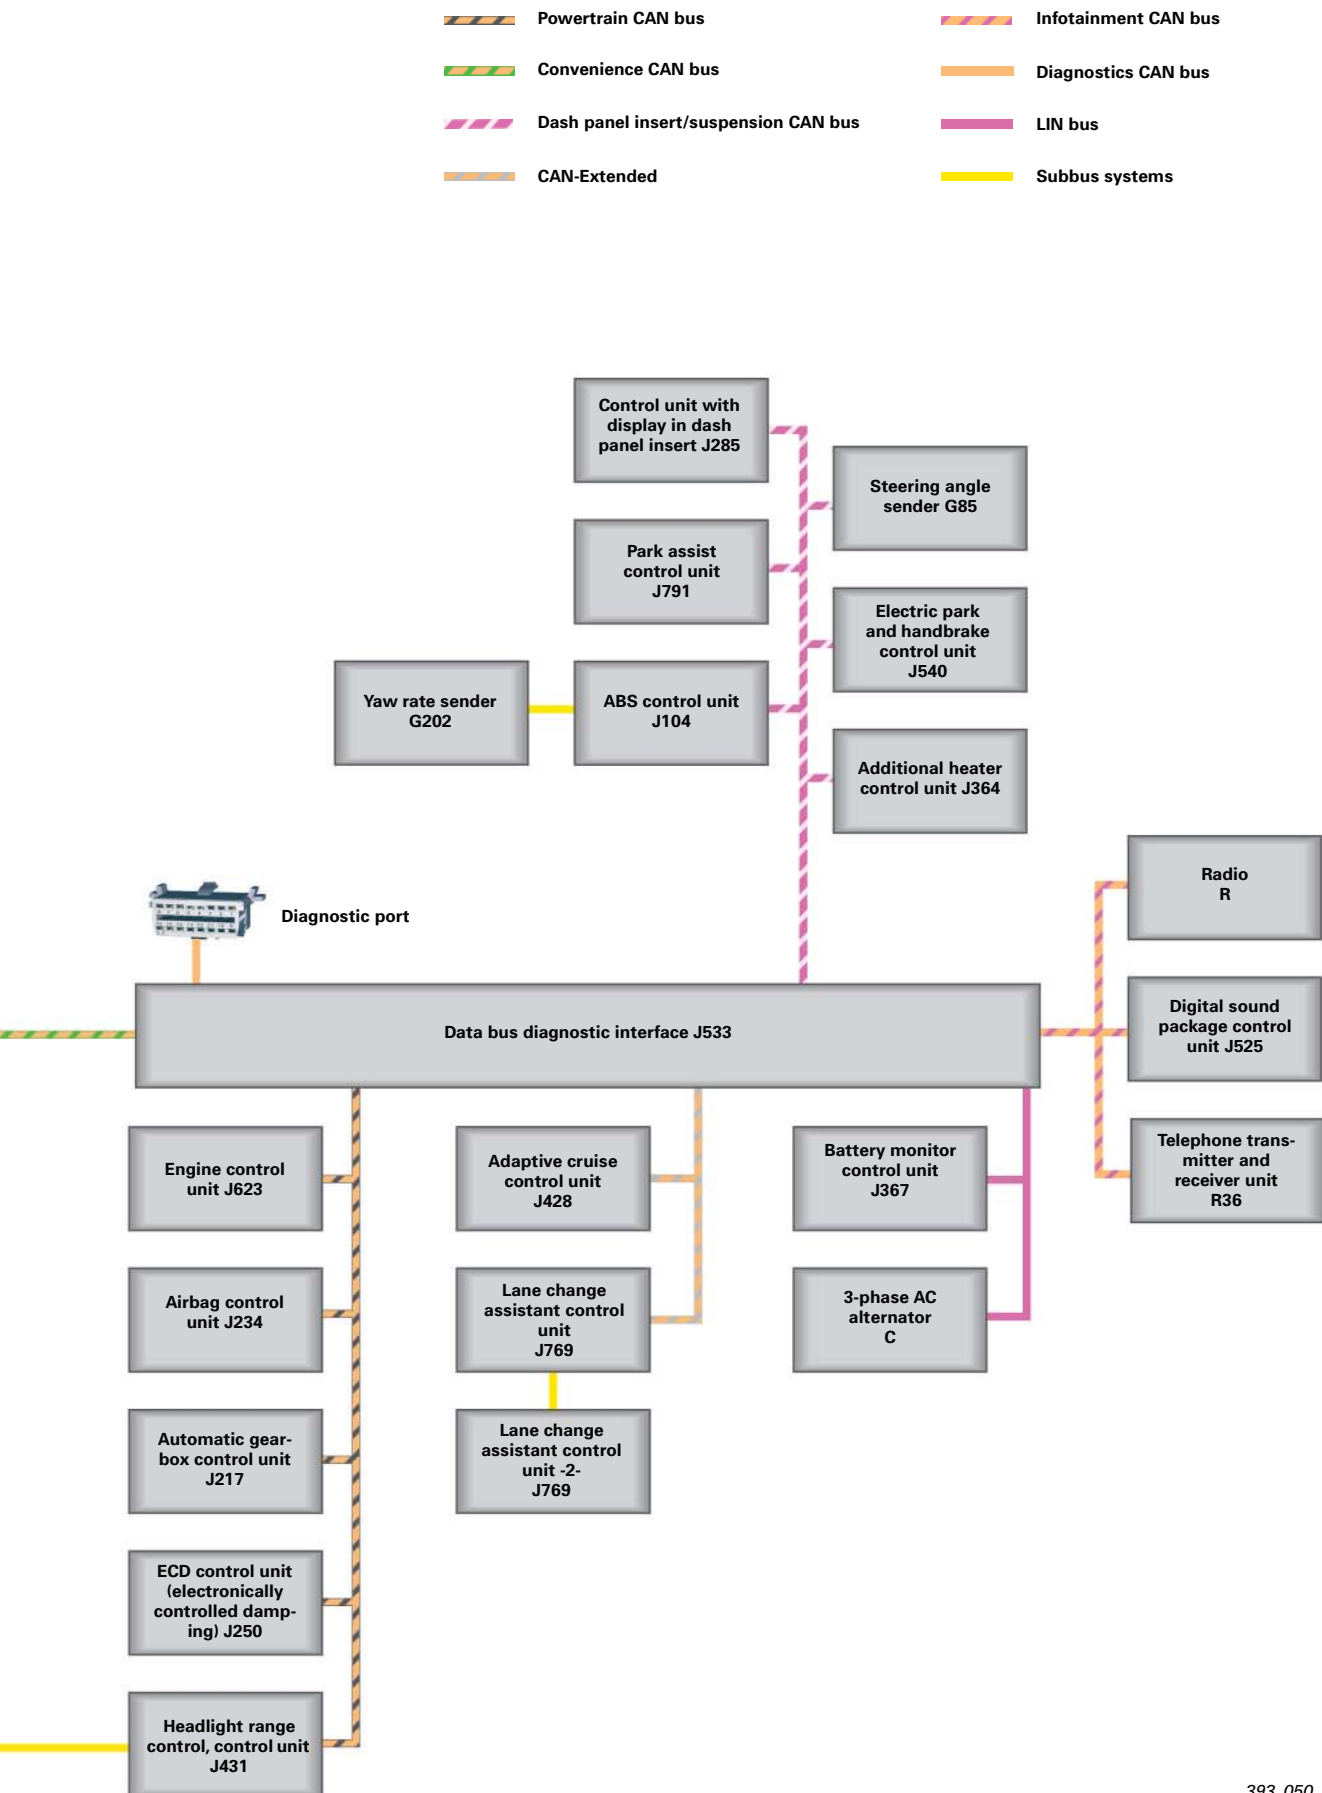 Powertrain CAN bus
Infotainment CAN bus
Convenience CAN bus
Diagnostics CAN bus
Dash panel insert/suspension CAN bus
LIN bus
CAN-Extended
Subbus systems
Control unit with
display in dash
panel insert J285
Steering angle
sender G85
Park assist
control unit
J791
Electric park
and handbrake
control unit
J540
Yaw rate sender
G202
ABS control unit
J104
Additional heater
control unit J364
Radio
R
Diagnostic port
Digital sound
package control
unit J525
Data bus diagnostic interface J533
Telephone trans-
mitter and
receiver unit
R36
Engine control
unit J623
Adaptive cruise
control unit
J428
Battery monitor
control unit
J367
Airbag control
unit J234
Lane change
assistant control
unit
J769
3-phase AC
alternator
C
Automatic gear-
box control unit
J217
Lane change
assistant control
unit -2-
J769
ECD control unit
(electronically
controlled damp-
ing) J250
Headlight range
control, control unit
J431
393_050